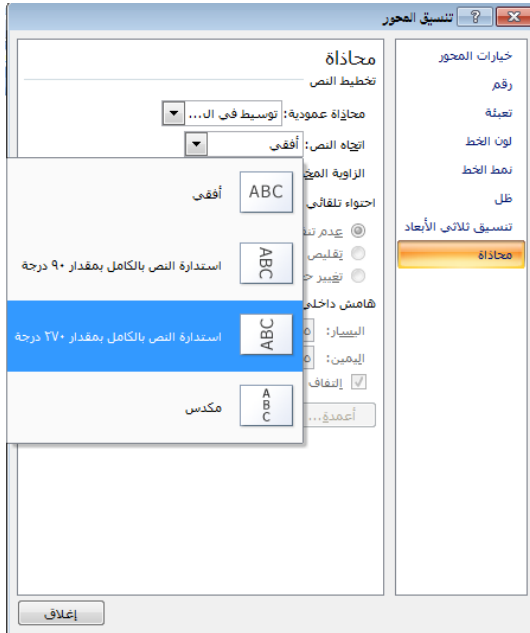 تنسيق المحور
خيارات المحور
رقم
تعبئة
لون الخط
نمط الخط
ظل
تنسيق ثلاثي الأبعاد
محاذاة
محاذاة
تخطيط النص
محاذاة عمودية: توسيط في ال...
اتجاه النص: أفقي
الزاوية
احتواء تلقائي
ABC أفقي
ABC استدارة النص بالكامل بمقدار ٩٠ درجة
ABC استدارة النص بالكامل بمقدار ٢٧٠ درجة
ABC مكدس
عدم
تقليص
تغيير
هامش
اليسار:
اليمين:
التفاف
أعمدة...
إغلاق